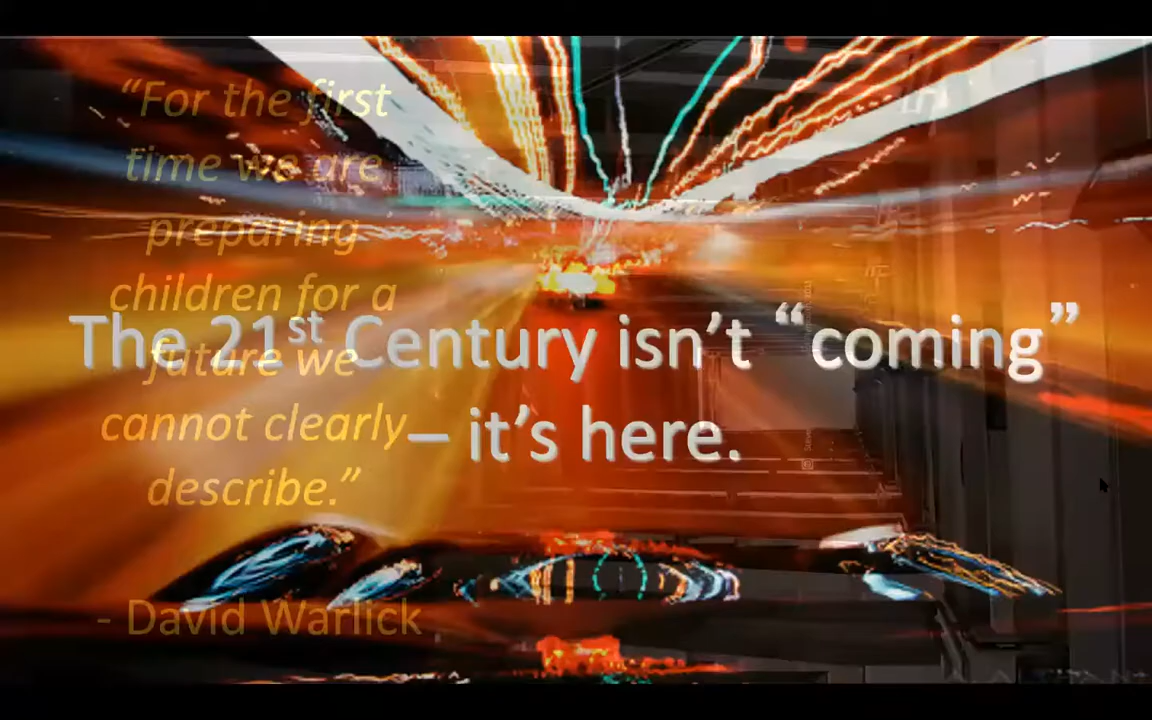 “For the first
time we are
preparing
children for a
future we
cannot clearly
describe.”
- David Warlick
The 21st Century isn’t “coming”
– it’s here.